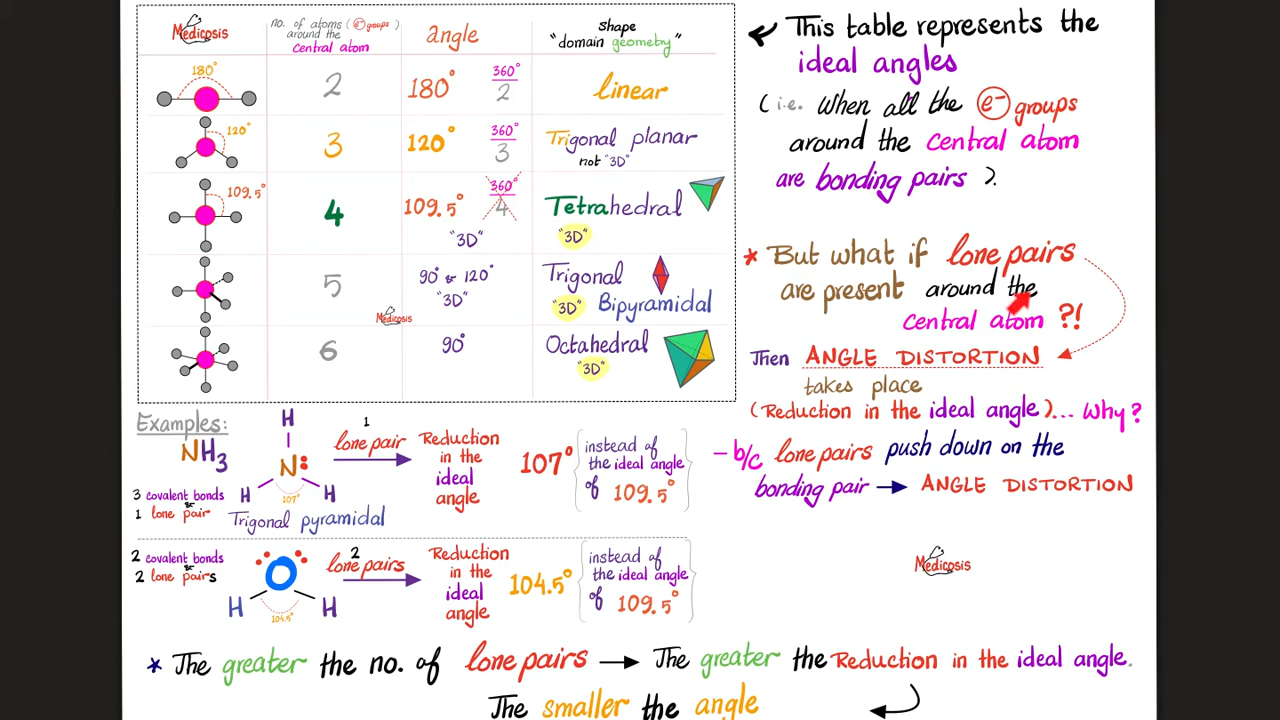 Medicosis
no. of atoms (e- groups)
around the
central atom
angle
shape
"domain geometry"
180°
2
180°
360°
2
linear
120°
3
120°
360°
3
Trigonal planar
not "3D"
109.5°
4
109.5°
"3D"
360°
4
Tetrahedral
"3D"
5
90° & 120°
"3D"
Medicosis
Trigonal
Bipyramidal
"3D"
6
90°
Octahedral
"3D"
This table represents the
ideal angles
(i.e. When all the e- groups
around the central atom
are bonding pairs).
* But what if lone pairs
are present around the
central atom ?!
Then ANGLE DISTORTION
takes place
(Reduction in the ideal angle)... Why?
- b/c lone pairs push down on the
bonding pair → ANGLE DISTORTION
Medicosis
Examples:
NH3
3 covalent bonds
&
1 lone pair
H
N
H
H
107°
Trigonal pyramidal
1
lone pair
Reduction
in the
ideal
angle
107°
instead of
the ideal angle
of 109.5°
2 covalent bonds
&
2 lone pairs
O
H
H
104.5°
2
lone pairs
Reduction
in the
ideal
angle
104.5°
instead of
the ideal angle
of 109.5°
* The greater the no. of lone pairs → The greater the Reduction in the ideal angle.
The smaller the angle